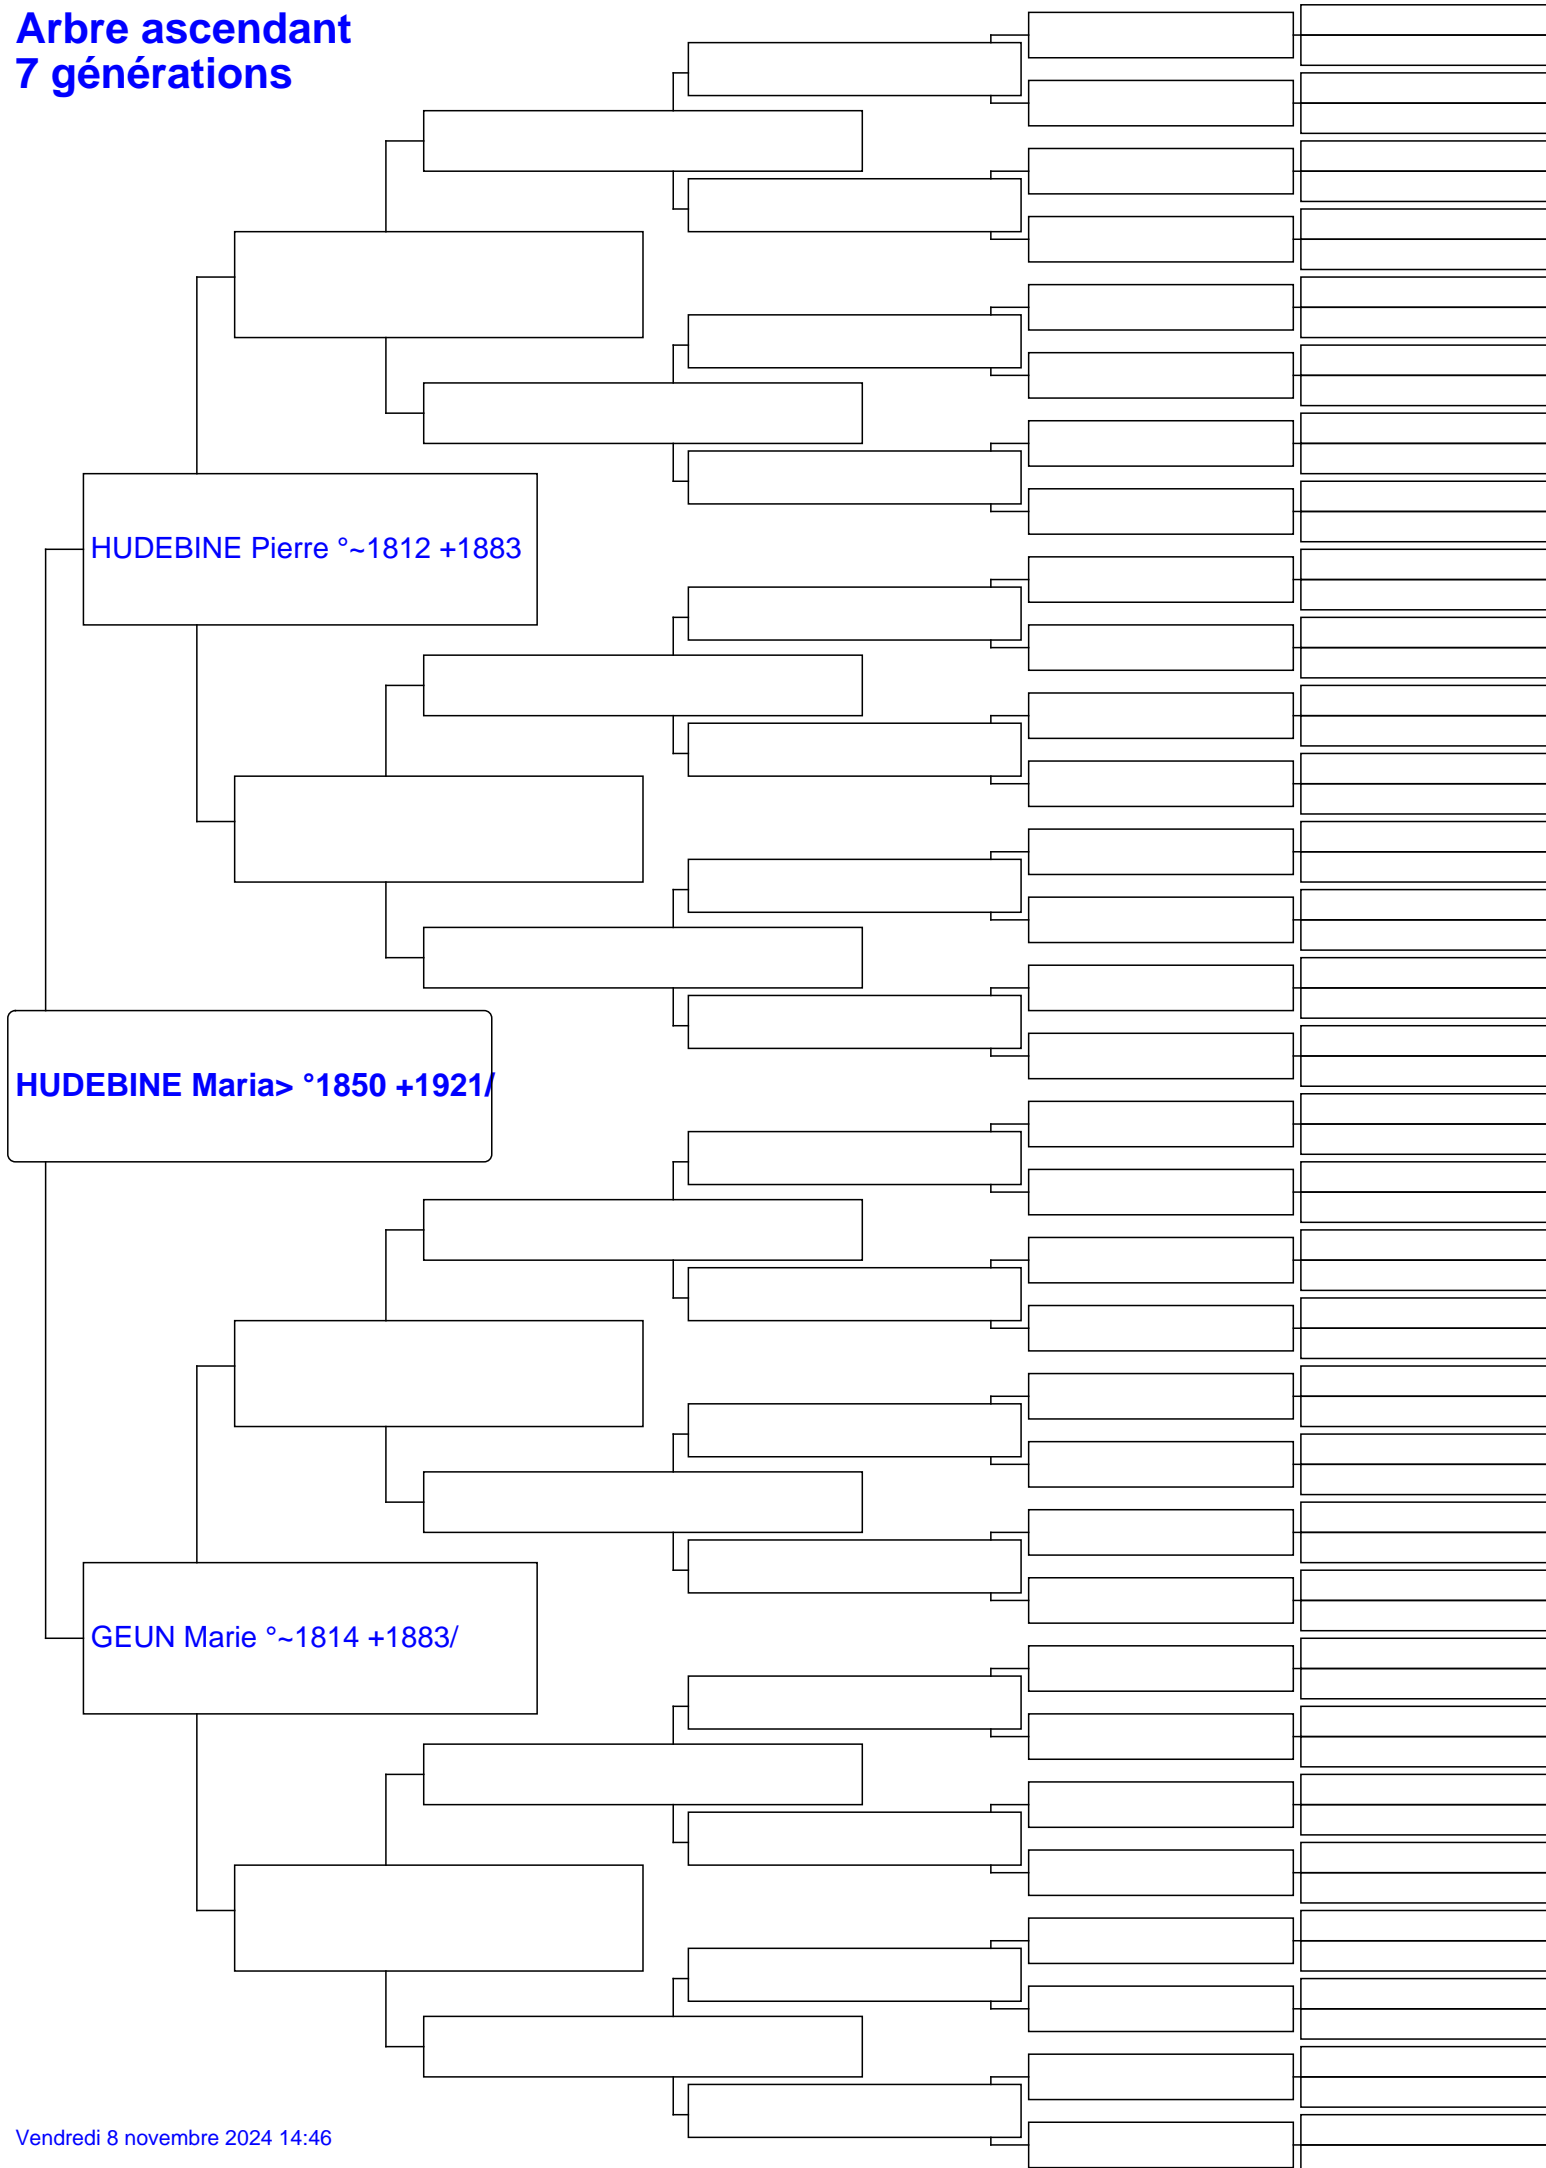 Arbre ascendant
7 générations
HUDEBINE Pierre °~1812 +1883
HUDEBINE Maria> °1850 +1921/
GEUN Marie °~1814 +1883/
Vendredi 8 novembre 2024 14:46